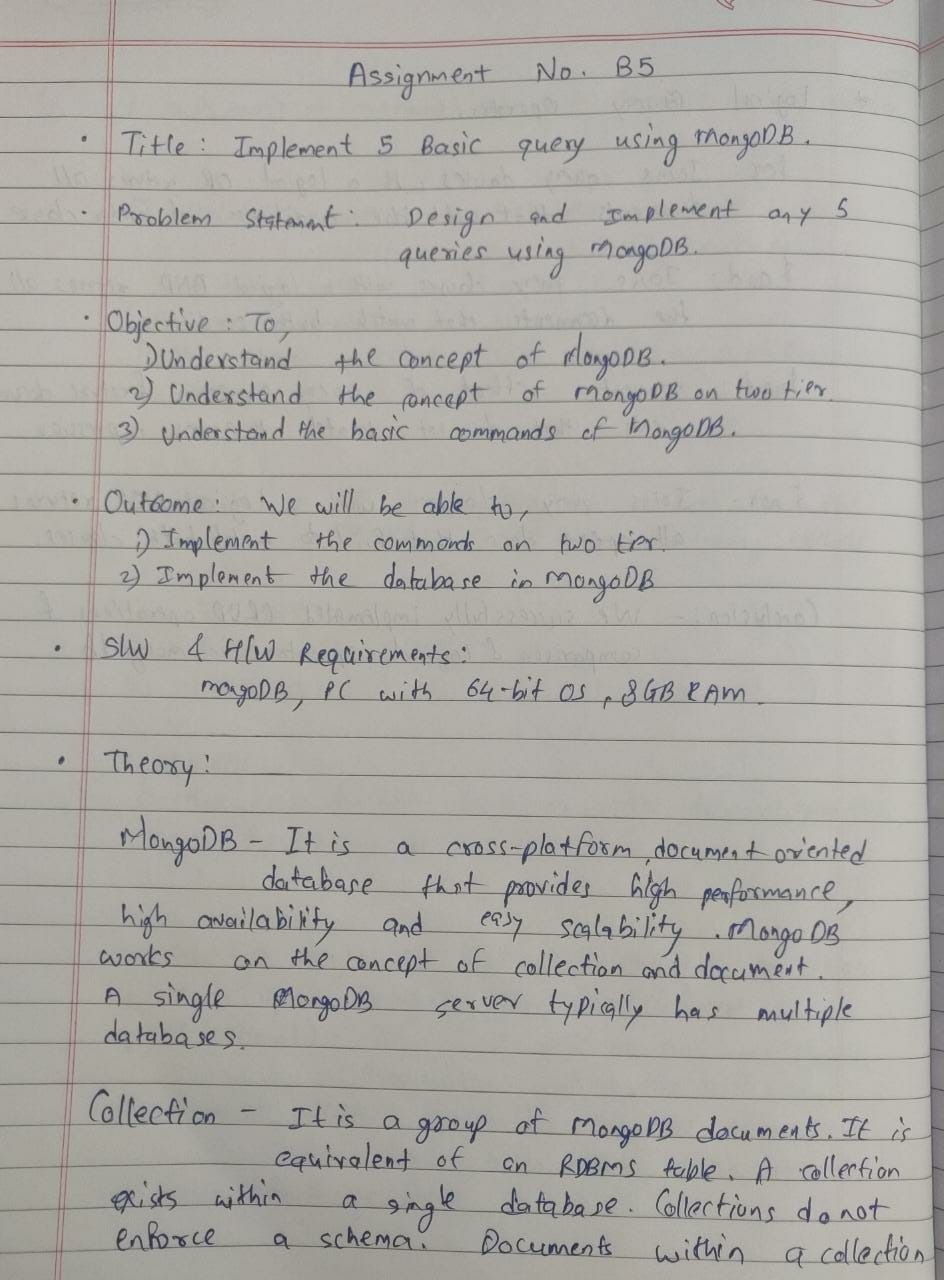 Assignment No. B5
• Title : Implement 5 Basic query using MongoDB.
• Problem Statment : Design and Implement any 5
queries using MongoDB.
• Objective : To,
1) Understand the concept of MongoDB.
2) Understand the concept of MongoDB on two tier.
3) Understand the basic commands of MongoDB.
• Outcome : We will be able to,
1) Implement the commands on two tier.
2) Implement the database in MongoDB
• S/W & H/W Requirements :
MongoDB, PC with 64-bit OS, 8GB RAM.
• Theory :
MongoDB - It is a cross-platform, document oriented
database that provides high performance,
high availability and easy scalability. MongoDB
works on the concept of collection and document.
A single MongoDB server typically has multiple
databases.
Collection - It is a group of MongoDB documents. It is
equivalent of an RDBMS table. A collection
exists within a single database. Collections do not
enforce a schema. Documents within a collection